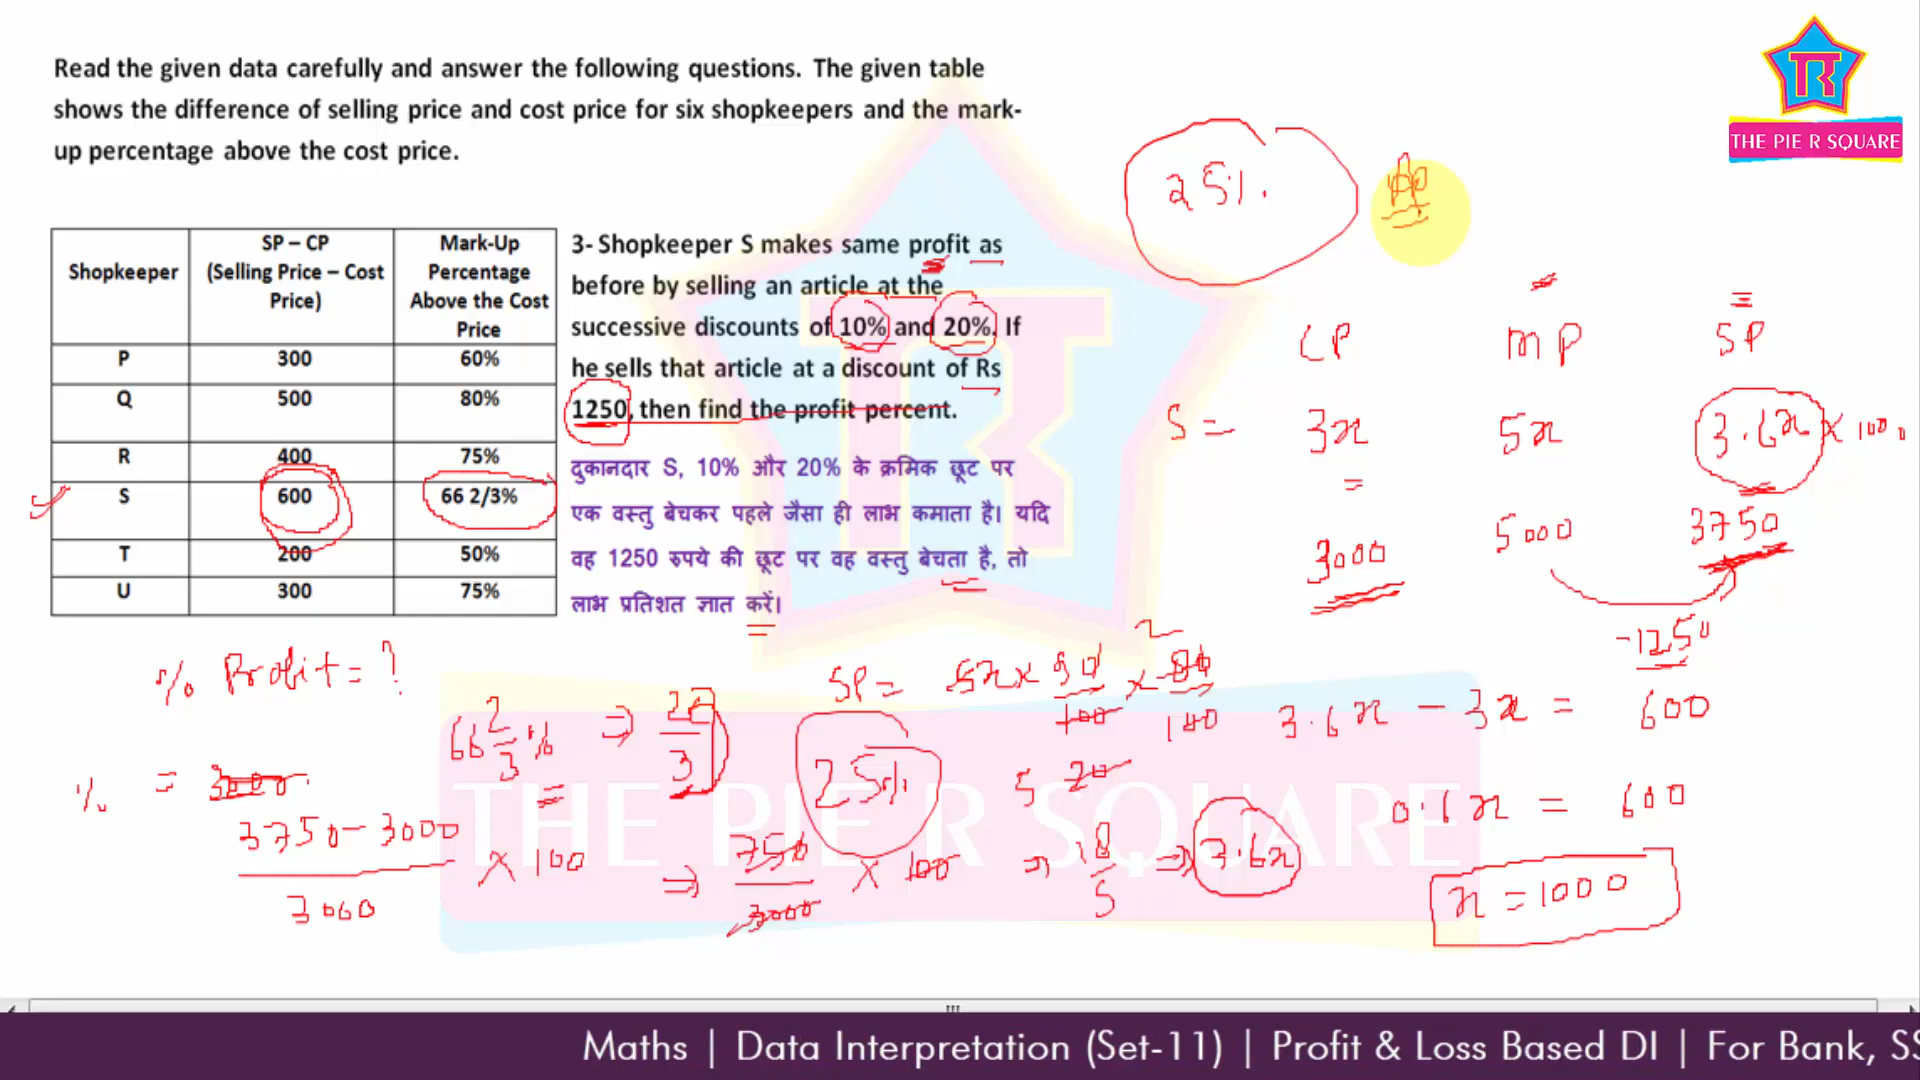 Read the given data carefully and answer the following questions. The given table
shows the difference of selling price and cost price for six shopkeepers and the mark-
up percentage above the cost price.
THE PIE R SQUARE
25%.
Shopkeeper
SP – CP
(Selling Price – Cost
Price)
Mark-Up
Percentage
Above the Cost
Price
P 300 60%
Q 500 80%
R 400 75%
S 600 66 2/3%
T 200 50%
U 300 75%
3- Shopkeeper S makes same profit as
before by selling an article at the
successive discounts of 10% and 20%. If
he sells that article at a discount of Rs
1250, then find the profit percent.
दुकानदार S, 10% और 20% के क्रमिक छूट पर
एक वस्तु बेचकर पहले जैसा ही लाभ कमाता है। यदि
वह 1250 रुपये की छूट पर वह वस्तु बेचता है, तो
लाभ प्रतिशत ज्ञात करें।
CP MP SP
S = 3x 5x 3.6x × 1000
3000 5000 3750
-1250
% Profit = ?
66 2/3 % ⇒
SP = 5x × 90/100 × 80/100
3.6x – 3x = 600
25%
0.6x = 600
% = 3000
3750 – 3000
3000
× 100 ⇒ 750/3000 × 100
⇒ 18/5 ⇒ 3.6x
x = 1000
THE PIE R SQUARE
Maths | Data Interpretation (Set-11) | Profit & Loss Based DI | For Bank, SS